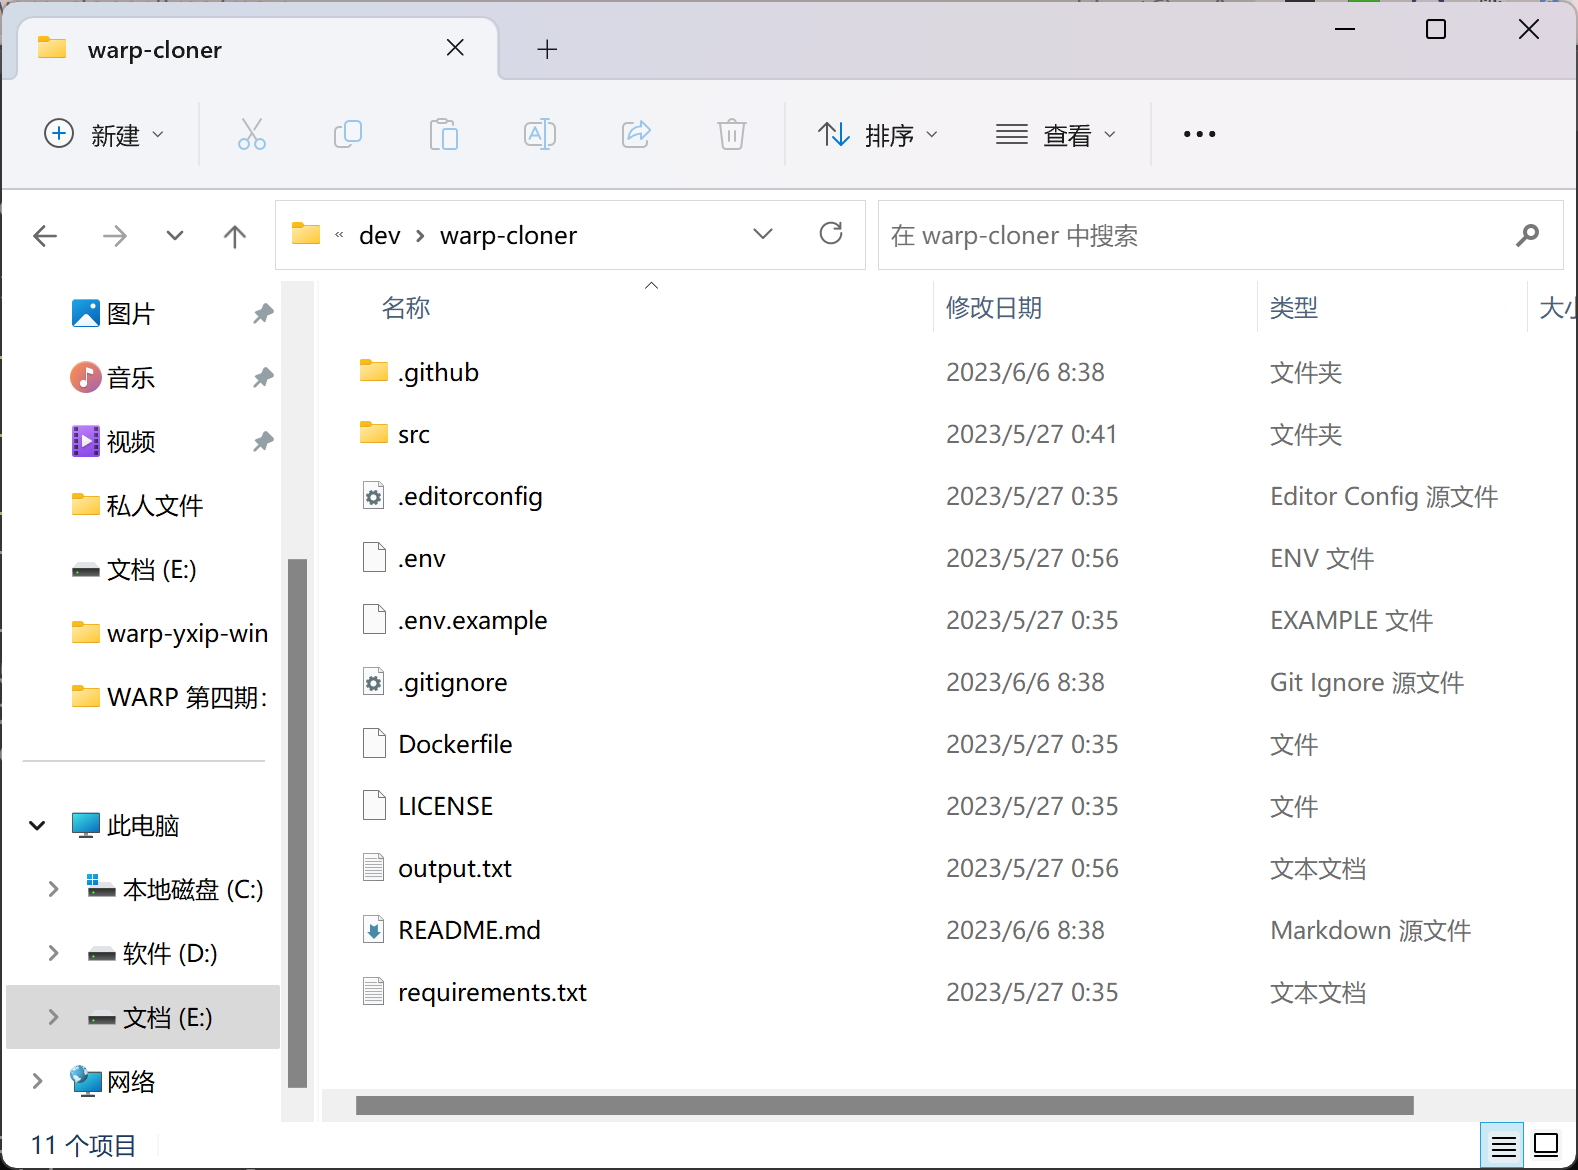 warp-cloner
新建
排序
查看
« dev › warp-cloner
在 warp-cloner 中搜索
图片
音乐
视频
私人文件
文档 (E:)
warp-yxip-win
WARP 第四期:
此电脑
本地磁盘 (C:)
软件 (D:)
文档 (E:)
网络
名称 修改日期 类型 大小
.github 2023/6/6 8:38 文件夹
src 2023/5/27 0:41 文件夹
.editorconfig 2023/5/27 0:35 Editor Config 源文件
.env 2023/5/27 0:56 ENV 文件
.env.example 2023/5/27 0:35 EXAMPLE 文件
.gitignore 2023/6/6 8:38 Git Ignore 源文件
Dockerfile 2023/5/27 0:35 文件
LICENSE 2023/5/27 0:35 文件
output.txt 2023/5/27 0:56 文本文档
README.md 2023/6/6 8:38 Markdown 源文件
requirements.txt 2023/5/27 0:35 文本文档
11 个项目